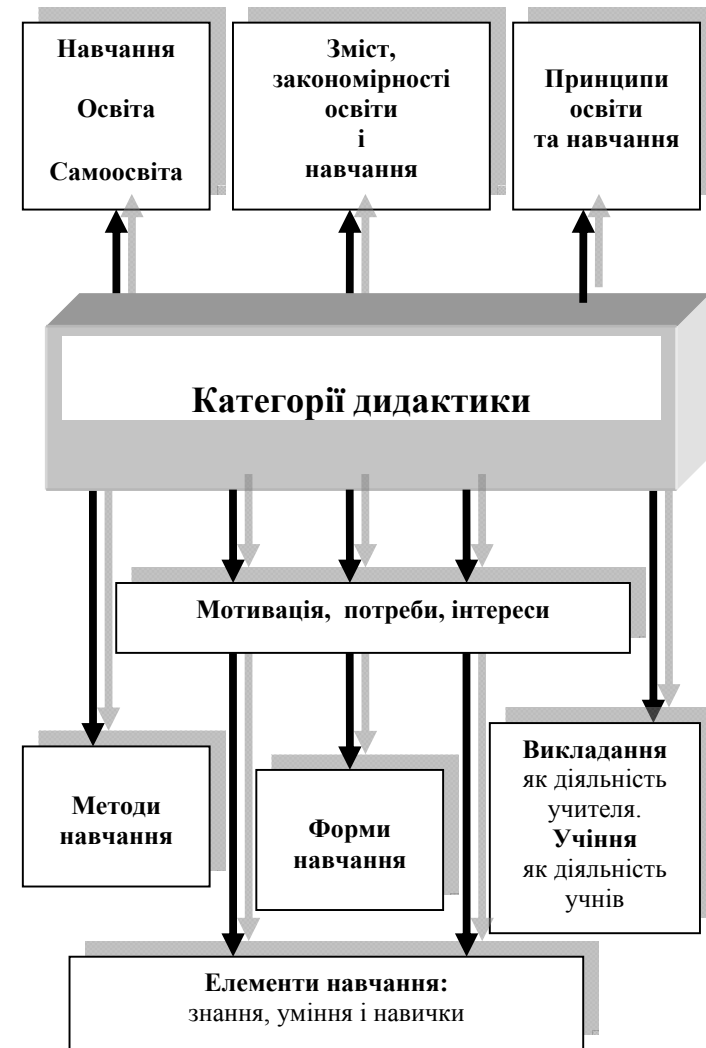 Навчання
Освіта
Самоосвіта
Зміст,
закономірності
освіти
і
навчання
Принципи
освіти
та навчання
Категорії дидактики
Мотивація, потреби, інтереси
Методи
навчання
Форми
навчання
Викладання
як діяльність
учителя.
Учіння
як діяльність
учнів
Елементи навчання:
знання, уміння і навички